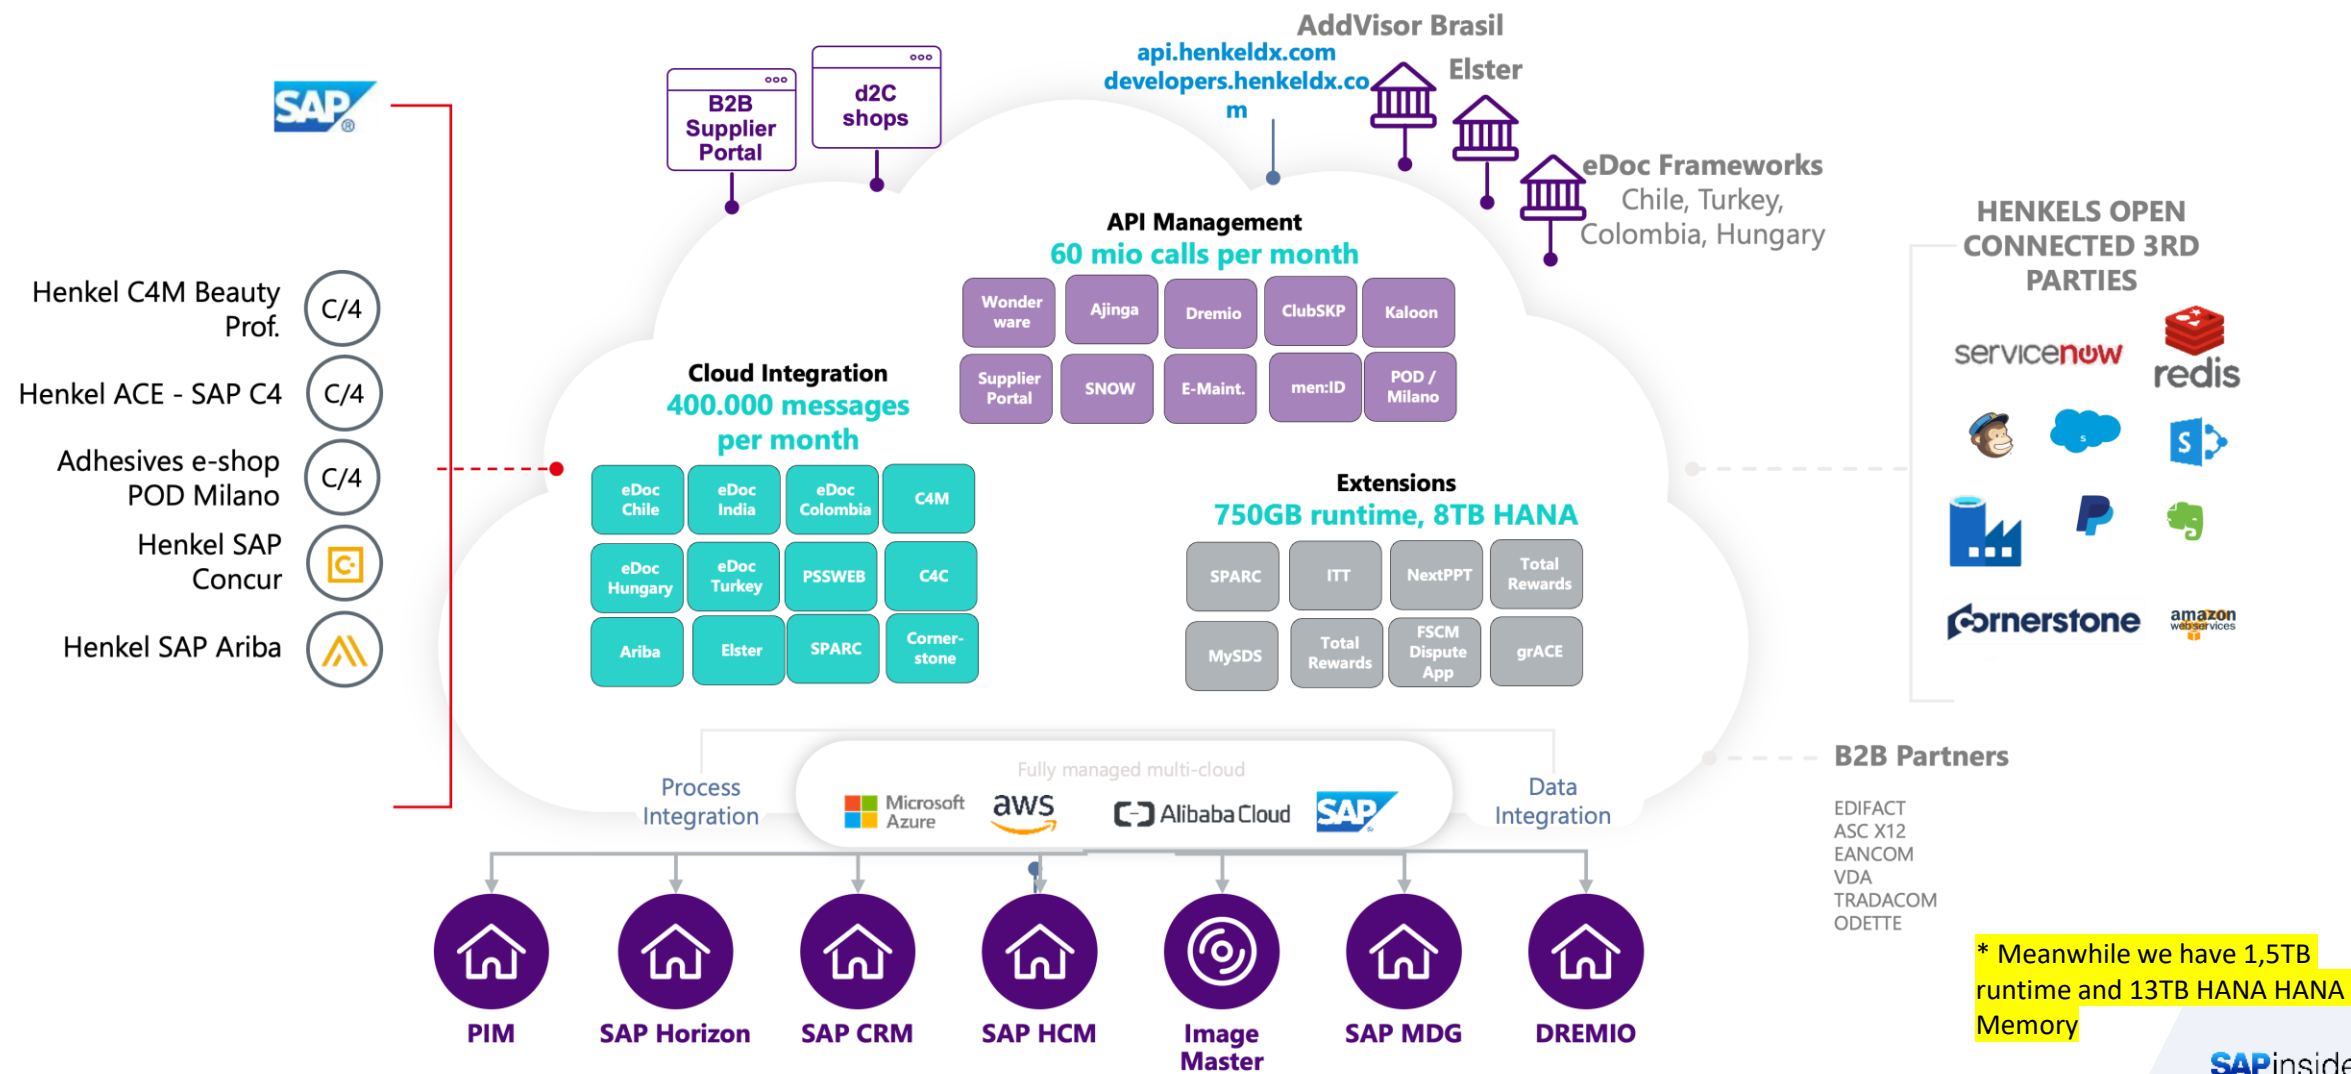 SAP®
B2B
Supplier
Portal
d2C
shops
api.henkeldx.com
developers.henkeldx.co
m
AddVisor Brasil
Elster
eDoc Frameworks
Chile, Turkey,
Colombia, Hungary
Henkel C4M Beauty
Prof.
C/4
Henkel ACE - SAP C4
C/4
Adhesives e-shop
POD Milano
C/4
Henkel SAP
Concur
C
Henkel SAP Ariba
API Management
60 mio calls per month
Wonder
ware
Ajinga
Dremio
ClubSKP
Kaloon
Supplier
Portal
SNOW
E-Maint.
men:ID
POD /
Milano
Cloud Integration
400.000 messages
per month
eDoc
Chile
eDoc
India
eDoc
Colombia
C4M
eDoc
Hungary
eDoc
Turkey
PSSWEB
C4C
Ariba
Elster
SPARC
Corner-
stone
Extensions
750GB runtime, 8TB HANA
SPARC
ITT
NextPPT
Total
Rewards
MySDS
Total
Rewards
FSCM
Dispute
App
grACE
Process
Integration
Fully managed multi-cloud
Microsoft
Azure
aws
Alibaba Cloud
SAP
Data
Integration
PIM
SAP Horizon
SAP CRM
SAP HCM
Image
Master
SAP MDG
DREMIO
HENKELS OPEN
CONNECTED 3RD
PARTIES
servicenow
redis
S
S
cornerstone
amazon
webservices
B2B Partners
EDIFACT
ASC X12
EANCOM
VDA
TRADACOM
ODETTE
* Meanwhile we have 1,5TB
runtime and 13TB HANA HANA
Memory
SAPinside